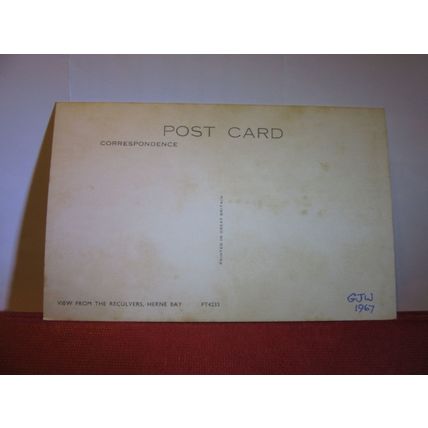 POST CARD
CORRESPONDENCE
PRINTED IN GREAT BRITAIN
VIEW FROM THE RECULVERS, HERNE BAY PT4233
GJW
1967